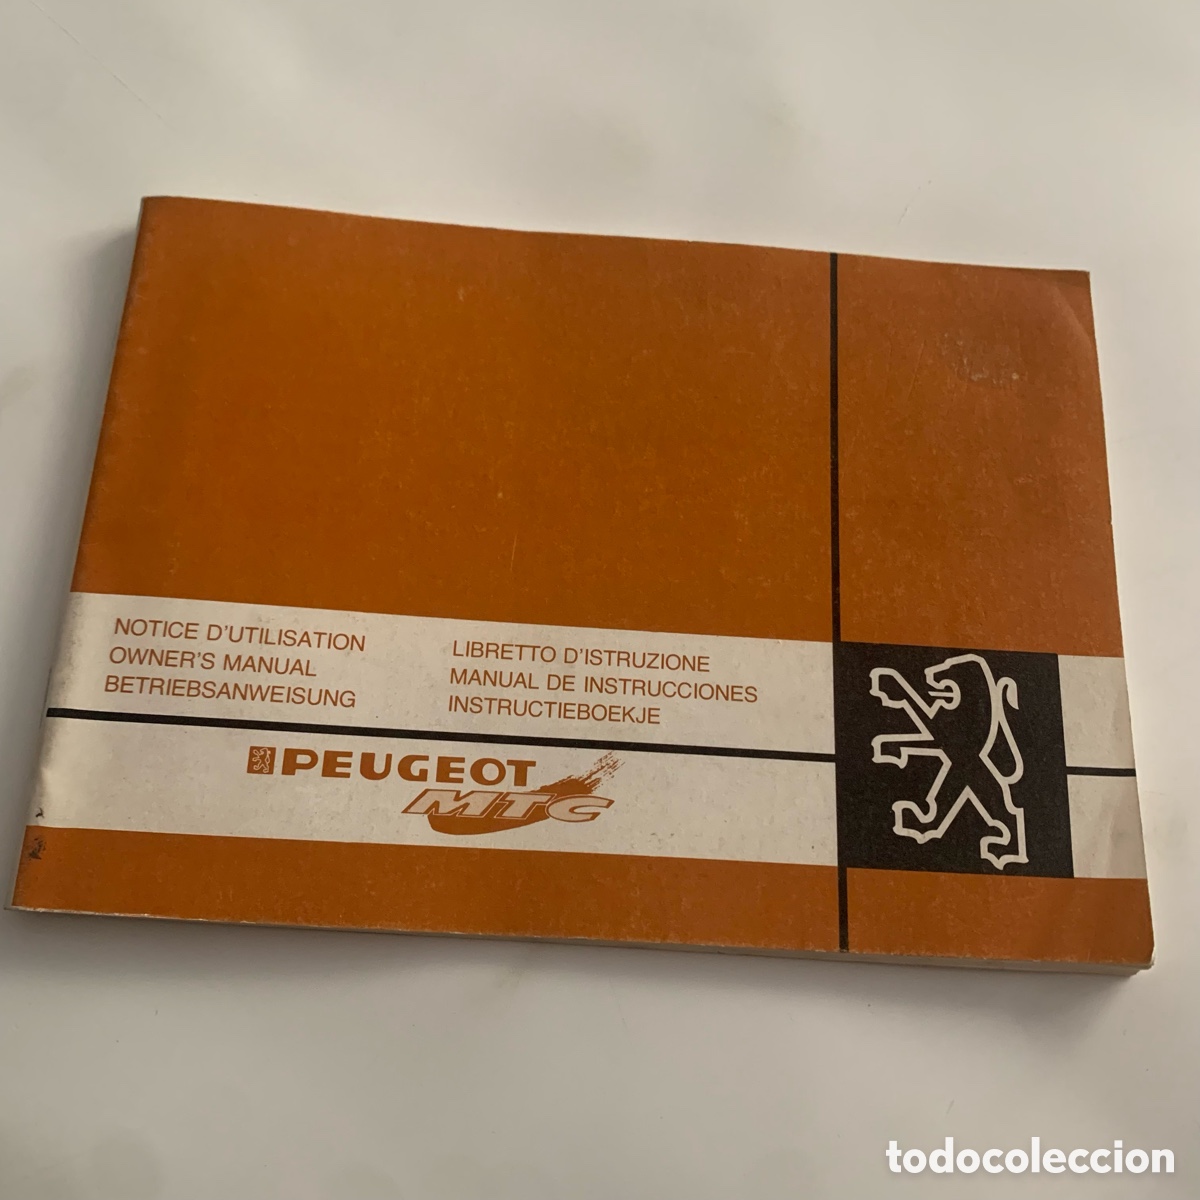 NOTICE D'UTILISATION
OWNER'S MANUAL
BETRIEBSANWEISUNG
LIBRETTO D'ISTRUZIONE
MANUAL DE INSTRUCCIONES
INSTRUCTIEBOEKJE
PEUGEOT
MTC
todocoleccion